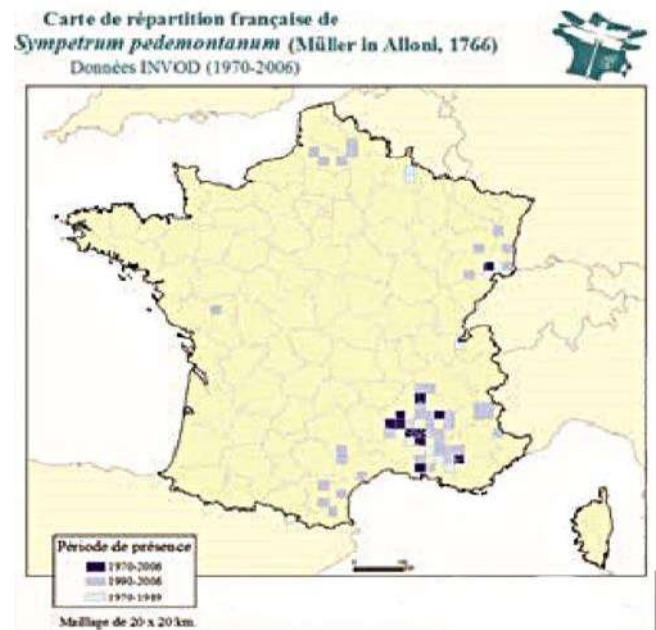 Carte de répartition française de
Sympetrum pedemontanum (Müller in Alloni, 1766)
Données INVOD (1970-2006)
Période de présence
1970-2006
1990-2006
1970-1989
Maillage de 20 x 20 km.